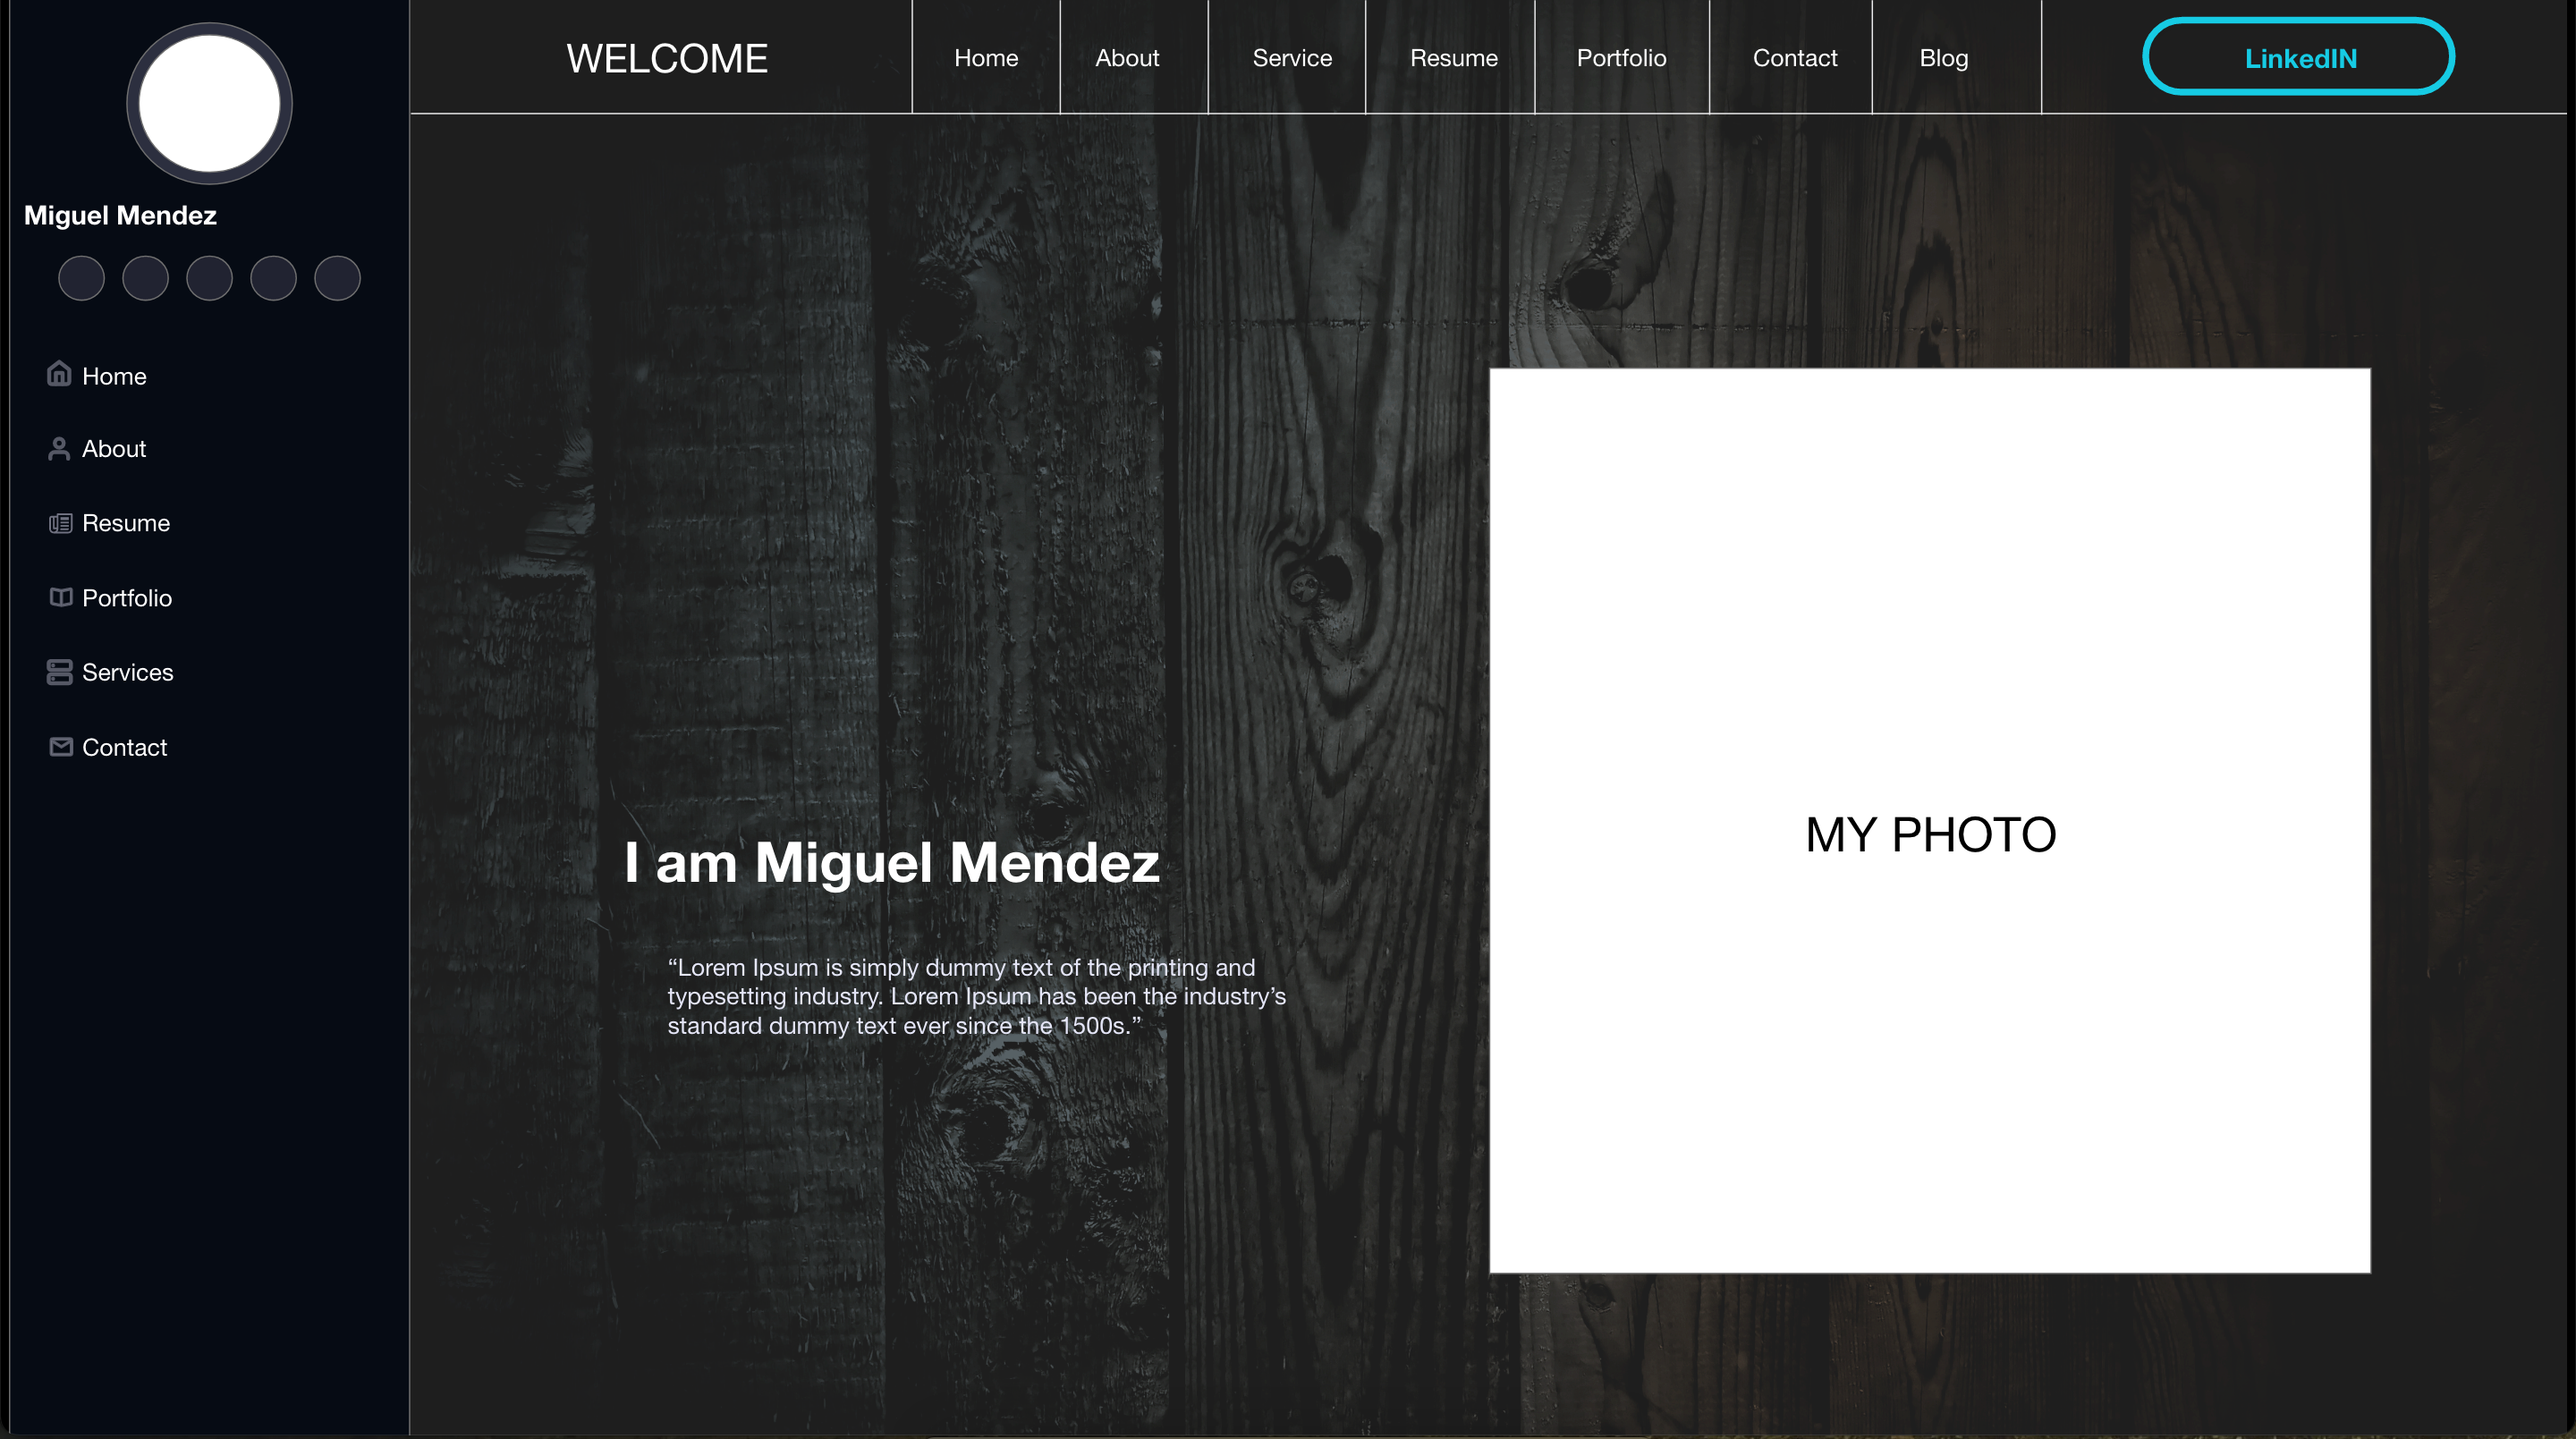 WELCOME
Home
About
Service
Resume
Portfolio
Contact
Blog
LinkedIN
Miguel Mendez
Home
About
Resume
Portfolio
Services
Contact
I am Miguel Mendez
“Lorem Ipsum is simply dummy text of the printing and
typesetting industry. Lorem Ipsum has been the industry’s
standard dummy text ever since the 1500s.”
MY PHOTO